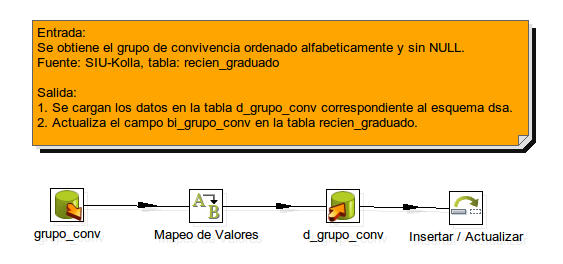 Entrada:
Se obtiene el grupo de convivencia ordenado alfabeticamente y sin NULL.
Fuente: SIU-Kolla, tabla: recien_graduado
Salida:
1. Se cargan los datos en la tabla d_grupo_conv correspondiente al esquema dsa.
2. Actualiza el campo bi_grupo_conv en la tabla recien_graduado.
A
B
grupo_conv
Mapeo de Valores
d_grupo_conv
Insertar / Actualizar